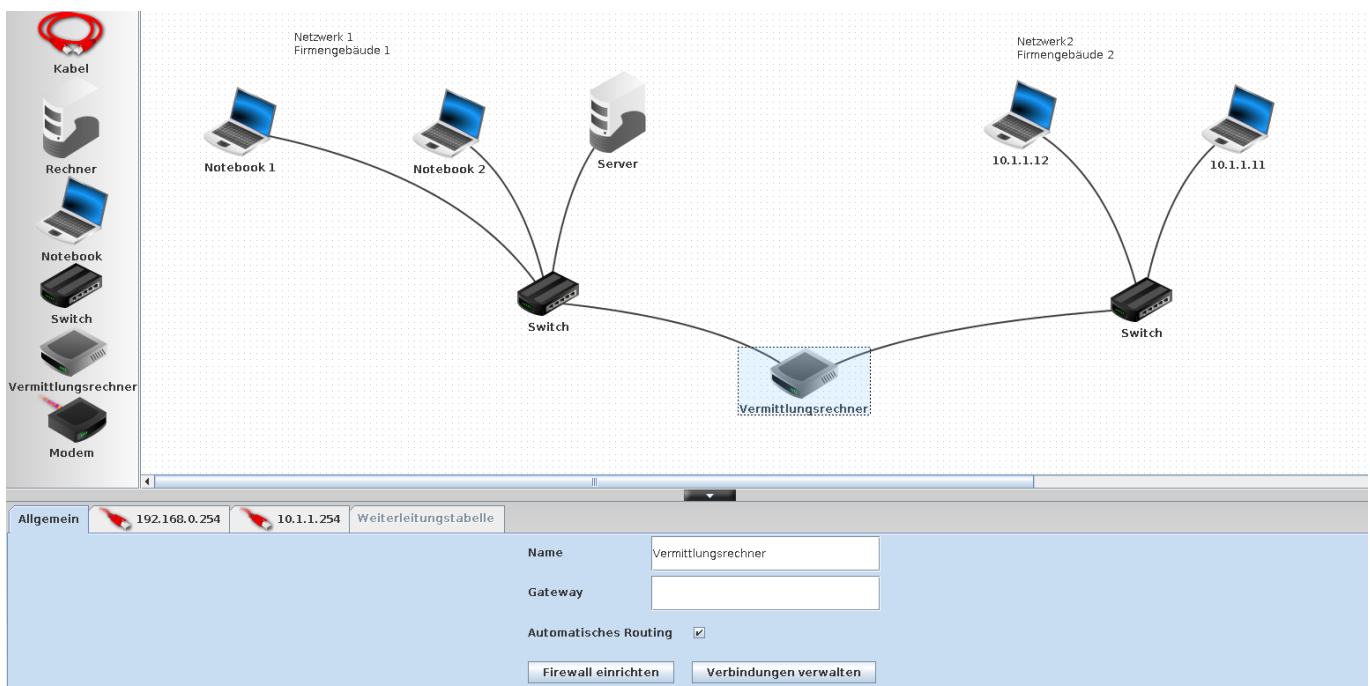 Kabel
Rechner
Notebook
Switch
Vermittlungsrechner
Modem
Netzwerk 1
Firmengebäude 1
Netzwerk2
Firmengebäude 2
Notebook 1
Notebook 2
Server
10.1.1.12
10.1.1.11
Switch
Switch
Vermittlungsrechner
Allgemein 192.168.0.254 10.1.1.254 Weiterleitungstabelle
Name Vermittlungsrechner
Gateway
Automatisches Routing
Firewall einrichten Verbindungen verwalten